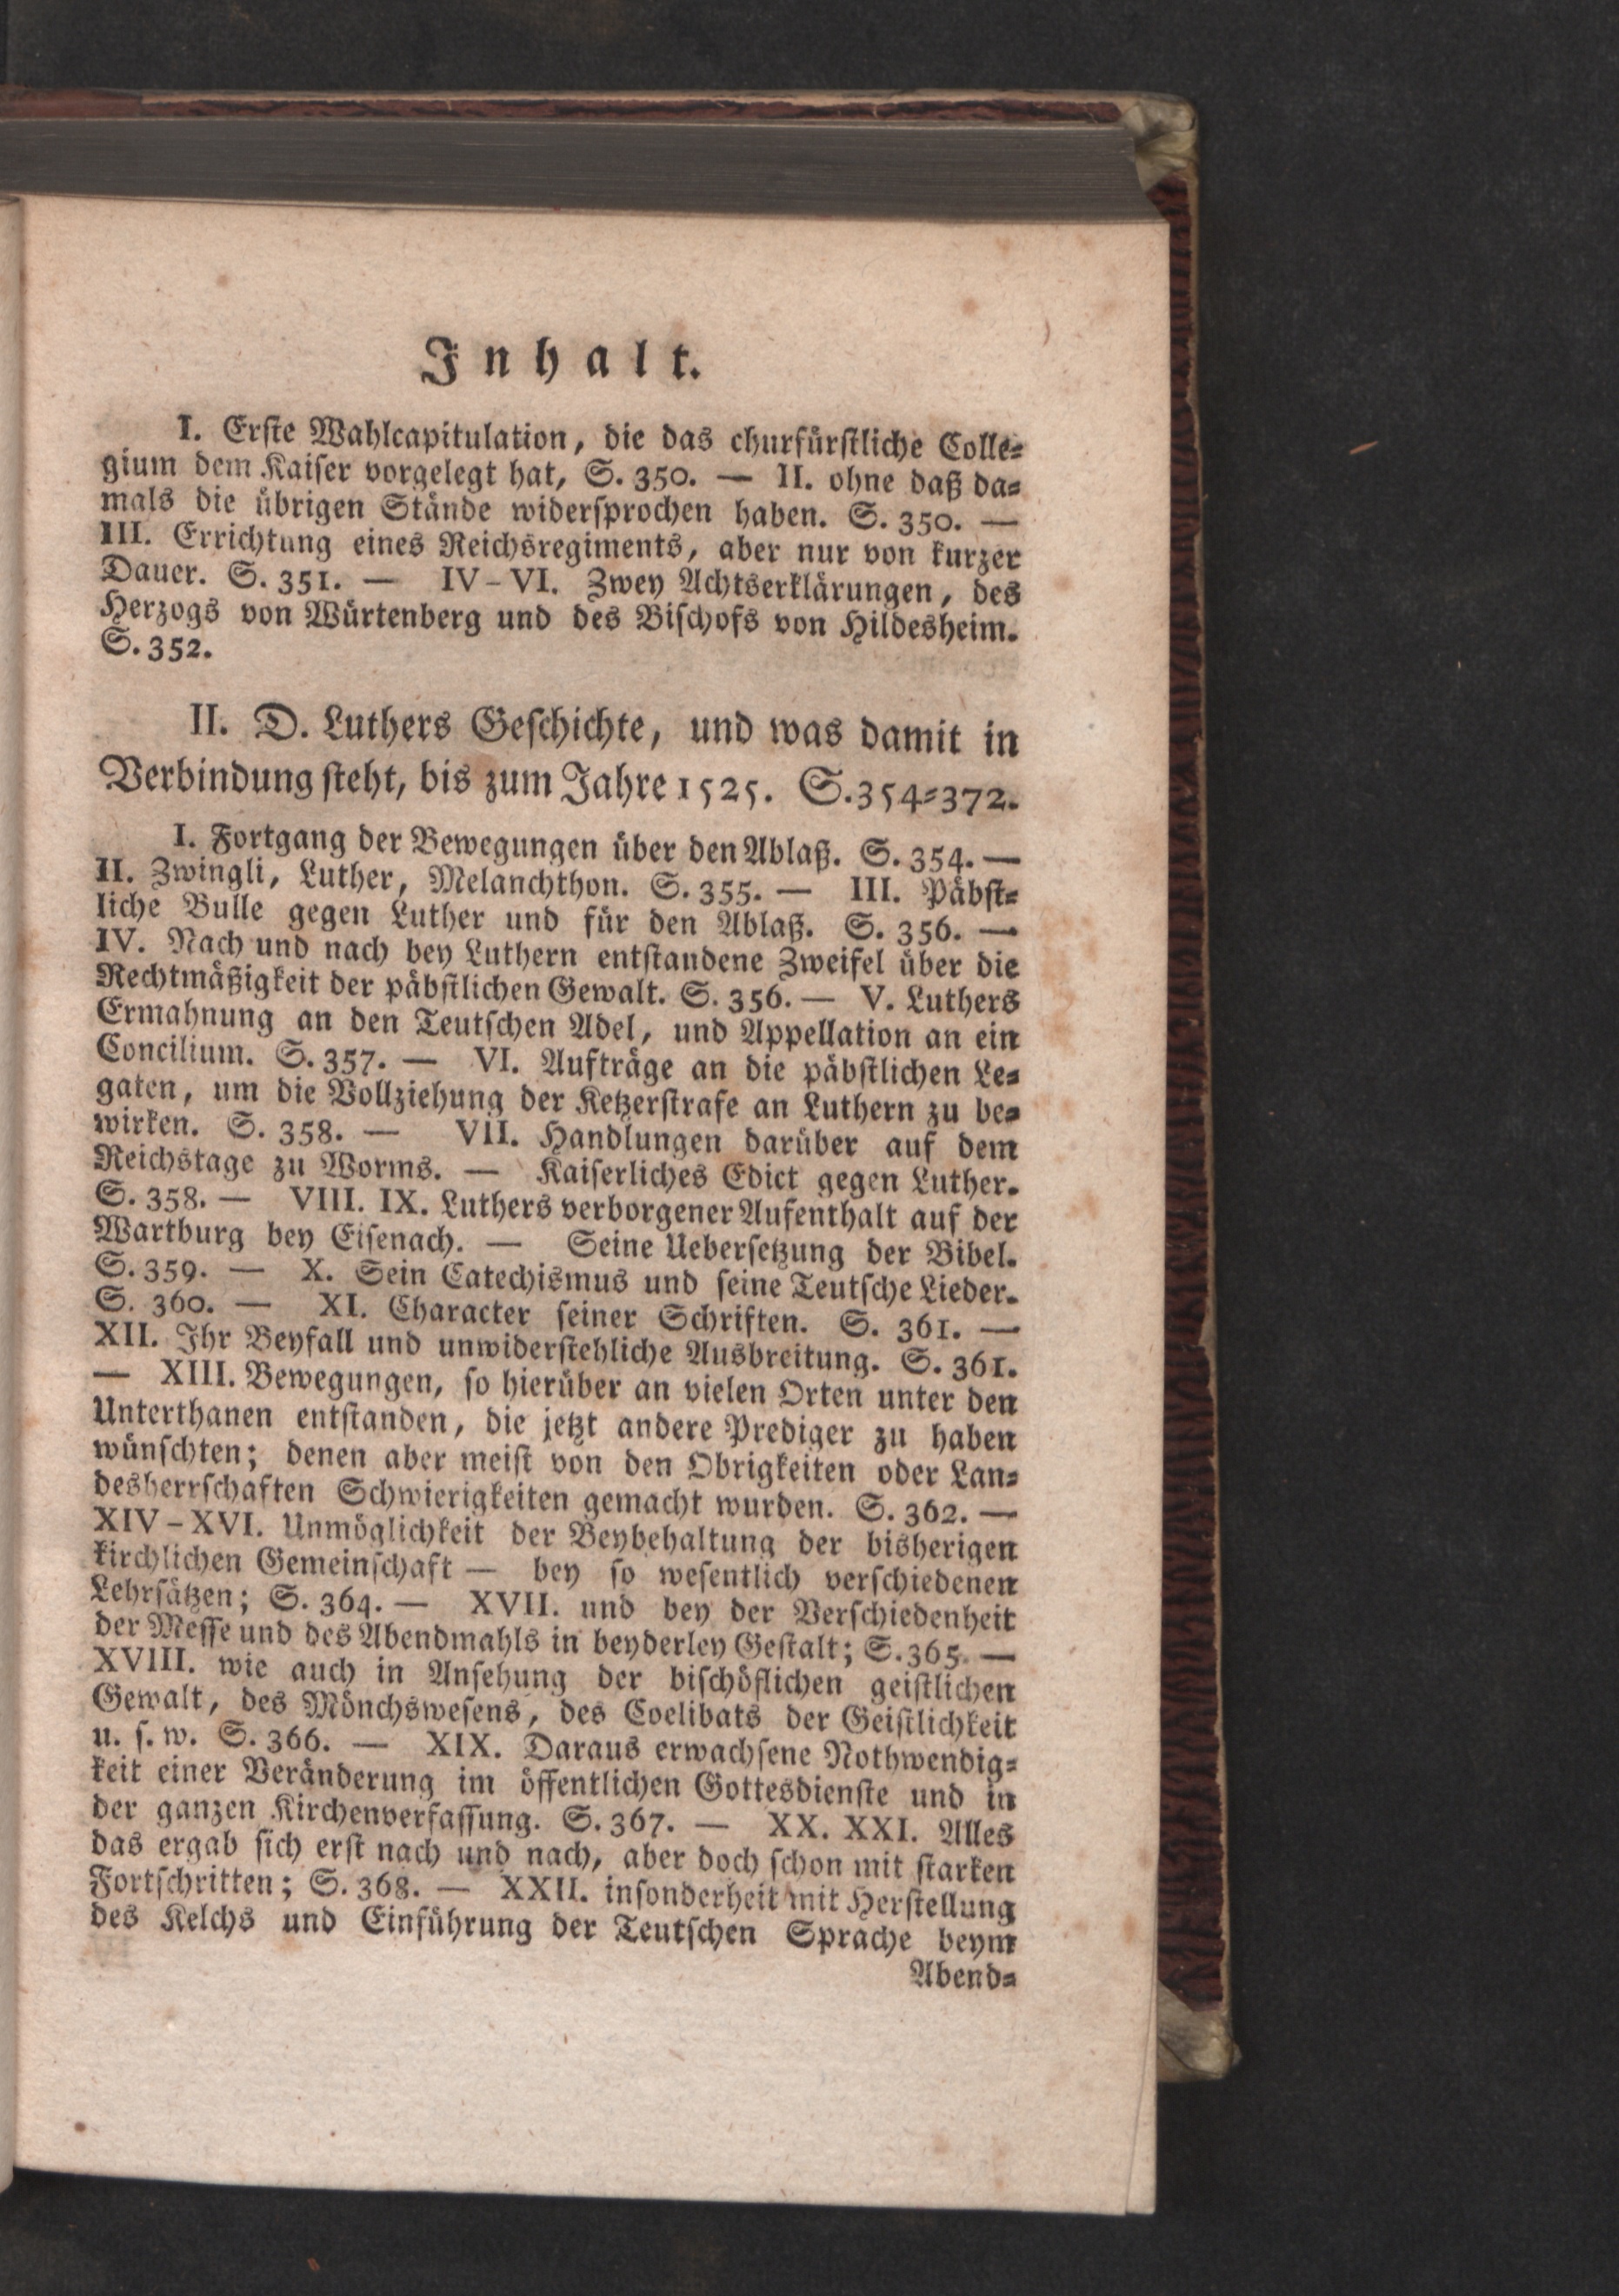 Inhalt.
I. Erste Wahlcapitulation, die das churfürstliche Colle=
gium dem Kaiser vorgelegt hat, S. 350. — II. ohne daß da=
mals die übrigen Stände widersprochen haben. S. 350. —
III. Errichtung eines Reichsregiments, aber nur von kurzer
Dauer. S. 351. — IV-VI. Zwey Achtserklärungen, des
Herzogs von Würtenberg und des Bischofs von Hildesheim.
S. 352.
II. D. Luthers Geschichte, und was damit in
Verbindung steht, bis zum Jahre 1525. S. 354=372.
I. Fortgang der Bewegungen über den Ablaß. S. 354. —
II. Zwingli, Luther, Melanchthon. S. 355. — III. Päbst=
liche Bulle gegen Luther und für den Ablaß. S. 356. —
IV. Nach und nach bey Luthern entstandene Zweifel über die
Rechtmäßigkeit der päbstlichen Gewalt. S. 356. — V. Luthers
Ermahnung an den Teutschen Adel, und Appellation an ein
Concilium. S. 357. — VI. Aufträge an die päbstlichen Le=
gaten, um die Vollziehung der Ketzerstrafe an Luthern zu be=
wirken. S. 358. — VII. Handlungen darüber auf dem
Reichstage zu Worms. — Kaiserliches Edict gegen Luther.
S. 358. — VIII. IX. Luthers verborgener Aufenthalt auf der
Wartburg bey Eisenach. — Seine Uebersetzung der Bibel.
S. 359. — X. Sein Catechismus und seine Teutsche Lieder.
S. 360. — XI. Character seiner Schriften. S. 361. —
XII. Ihr Beyfall und unwiderstehliche Ausbreitung. S. 361.
— XIII. Bewegungen, so hierüber an vielen Orten unter den
Unterthanen entstanden, die jetzt andere Prediger zu haben
wünschten; denen aber meist von den Obrigkeiten oder Lan=
desherrschaften Schwierigkeiten gemacht wurden. S. 362. —
XIV-XVI. Unmöglichkeit der Beybehaltung der bisherigen
kirchlichen Gemeinschaft — bey so wesentlich verschiedenen
Lehrsätzen; S. 364. — XVII. und bey der Verschiedenheit
der Messe und des Abendmahls in beyderley Gestalt; S. 365. —
XVIII. wie auch in Ansehung der bischöflichen geistlichen
Gewalt, des Mönchswesens, des Coelibats der Geistlichkeit
u. s. w. S. 366. — XIX. Daraus erwachsene Nothwendig=
keit einer Veränderung im öffentlichen Gottesdienste und in
der ganzen Kirchenverfassung. S. 367. — XX. XXI. Alles
das ergab sich erst nach und nach, aber doch schon mit starken
Fortschritten; S. 368. — XXII. insonderheit mit Herstellung
des Kelchs und Einführung der Teutschen Sprache beym
Abend=